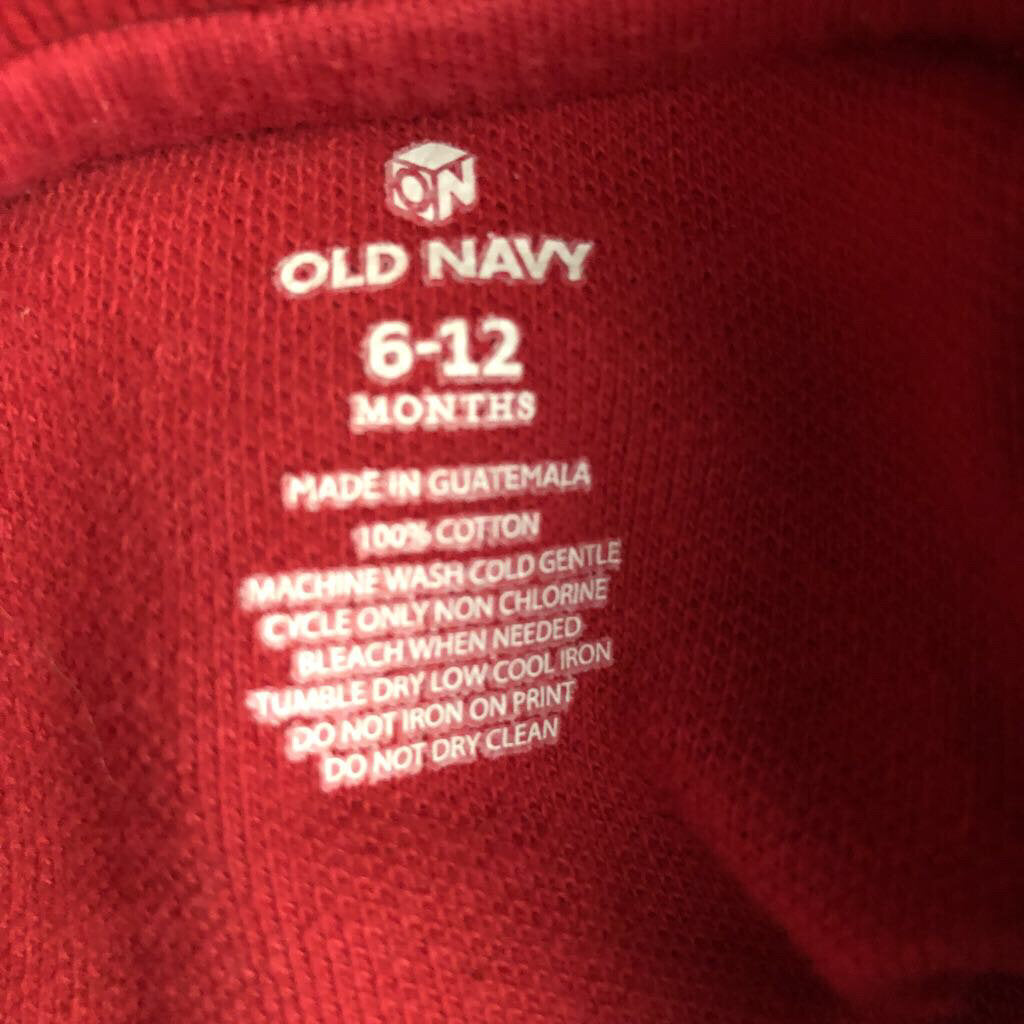 ON
OLD NAVY
6-12
MONTHS
MADE IN GUATEMALA
100% COTTON
MACHINE WASH COLD GENTLE
CYCLE ONLY NON CHLORINE
BLEACH WHEN NEEDED
TUMBLE DRY LOW COOL IRON
DO NOT IRON ON PRINT
DO NOT DRY CLEAN